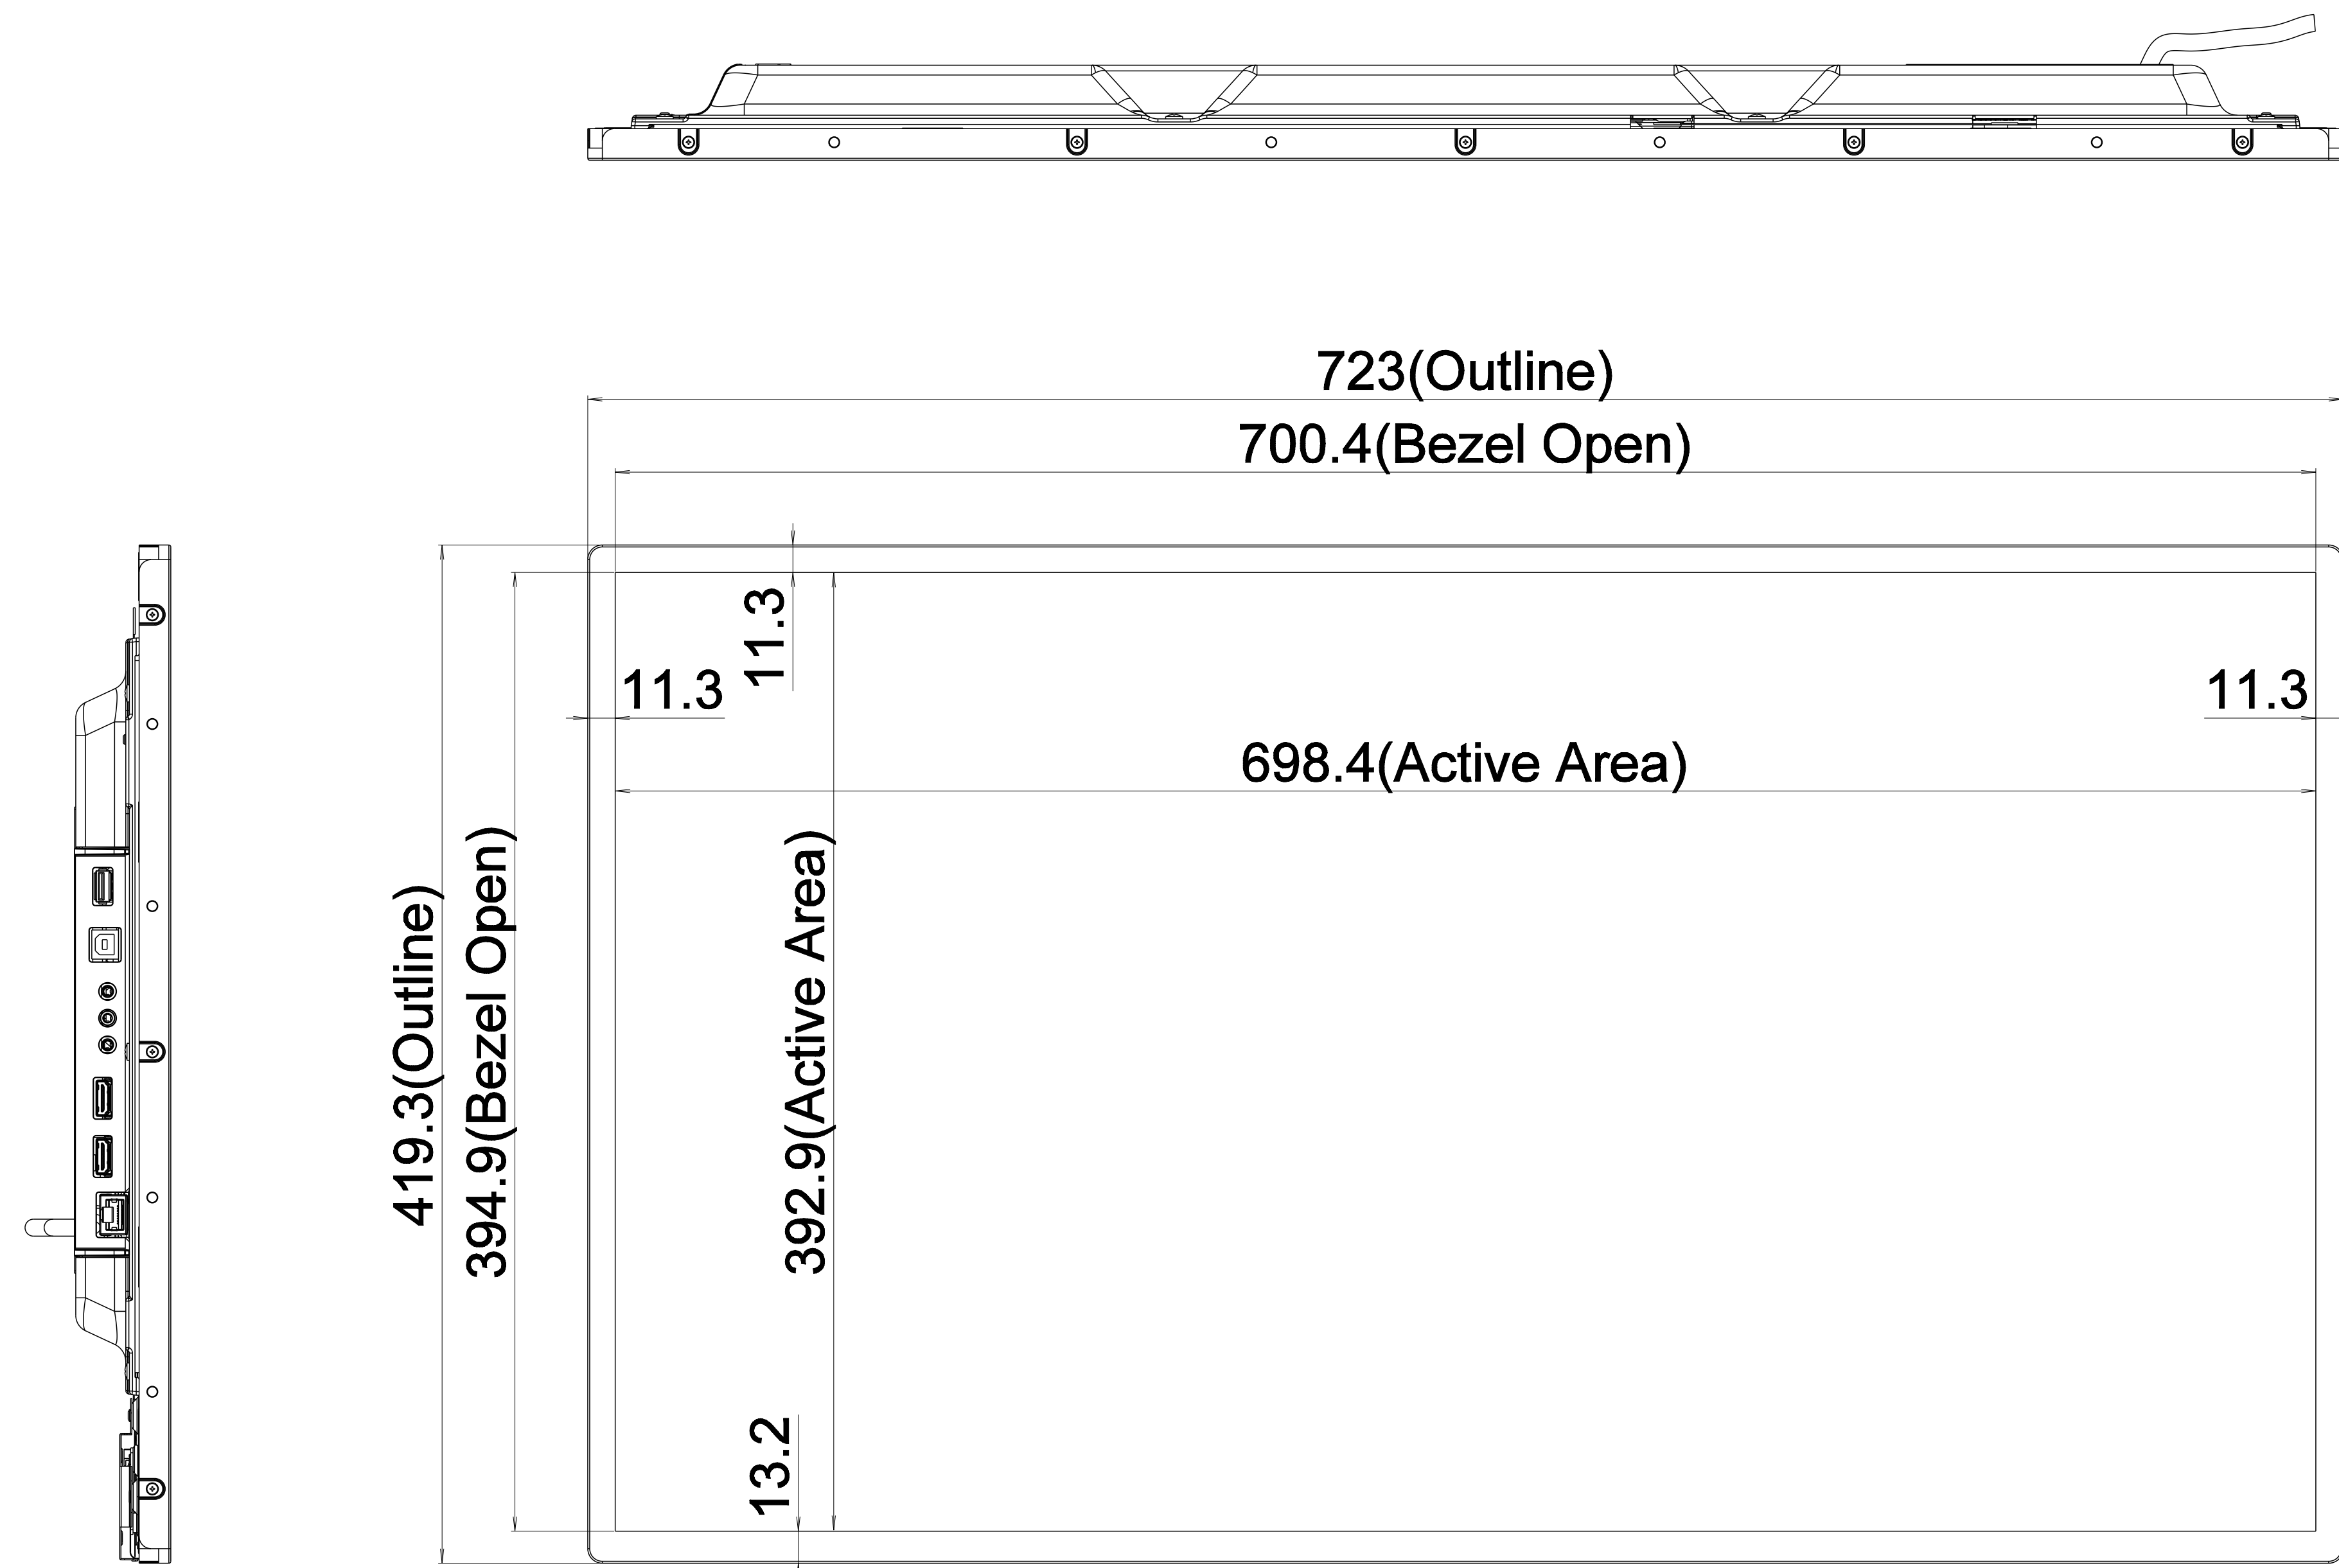 723(Outline)
700.4(Bezel Open)
11.3
11.3
11.3
698.4(Active Area)
419.3(Outline)
394.9(Bezel Open)
392.9(Active Area)
13.2